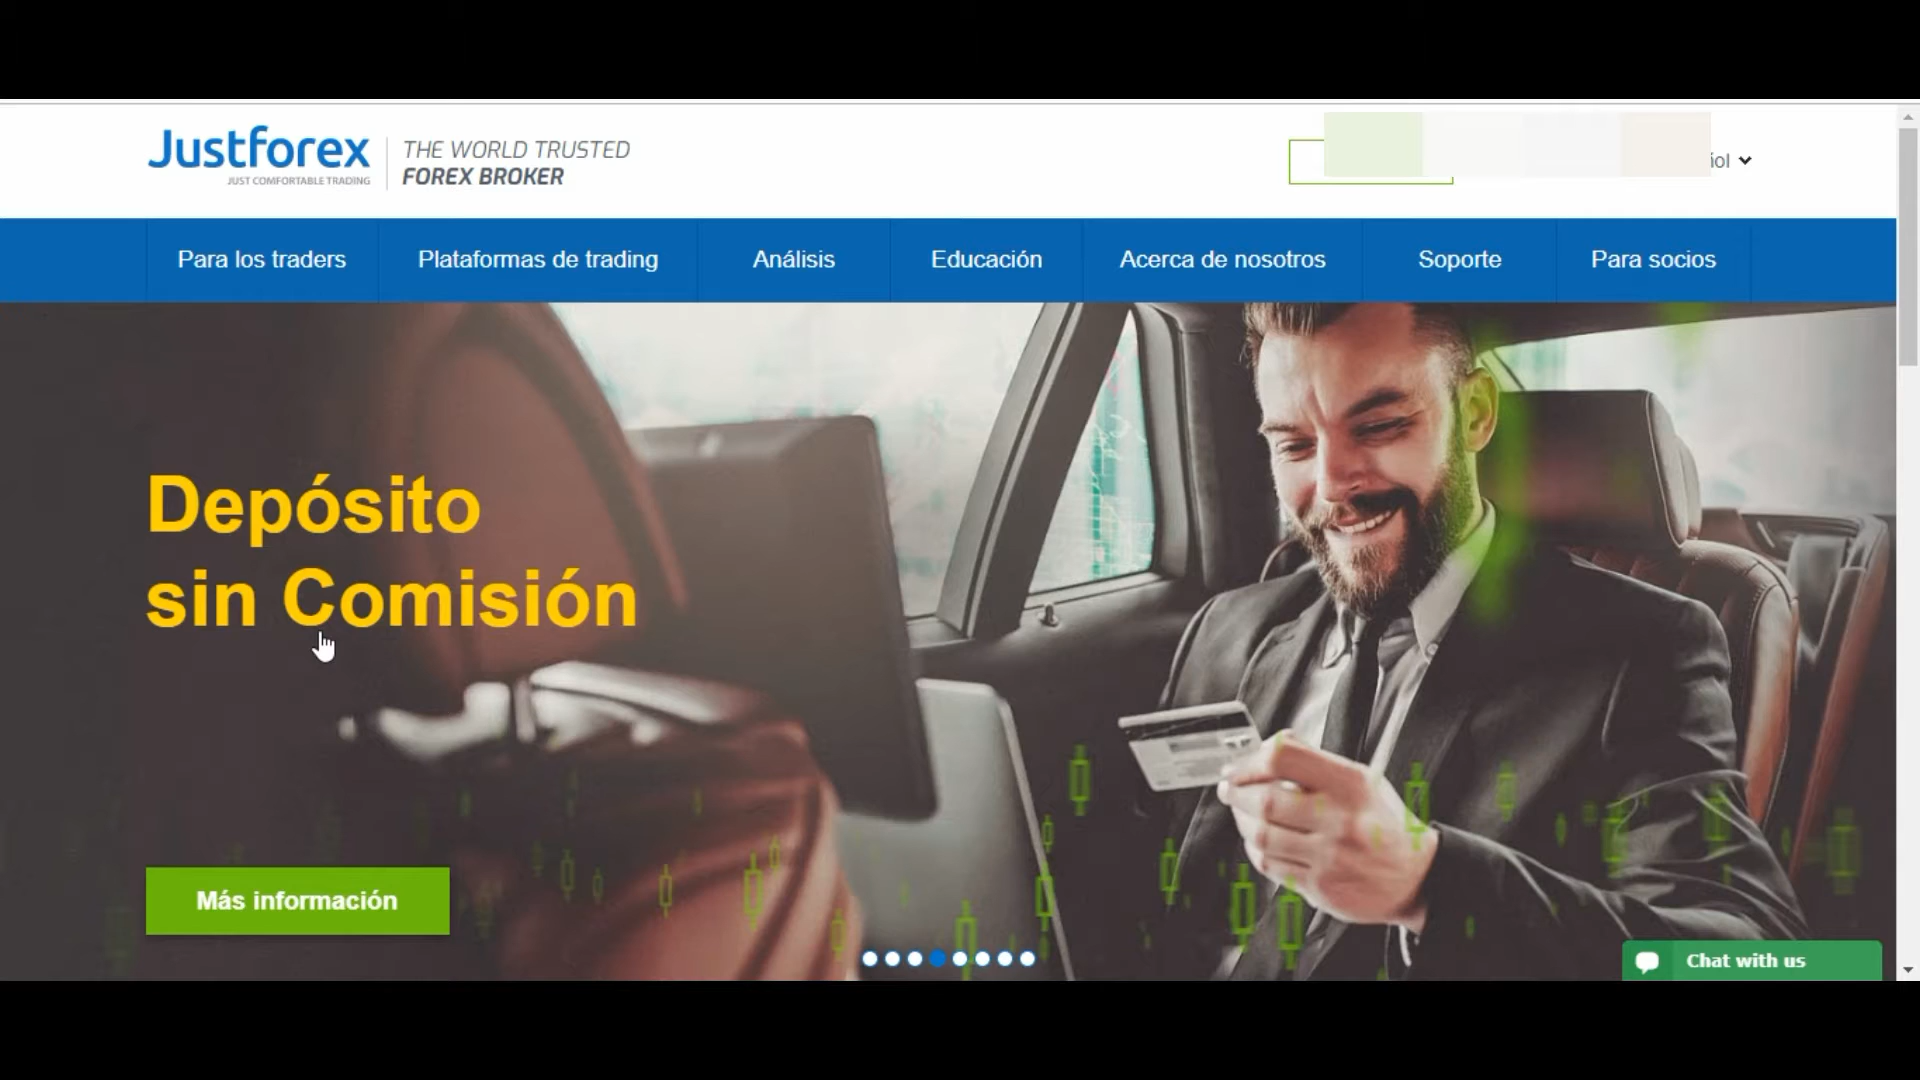 Justforex
JUST COMFORTABLE TRADING
THE WORLD TRUSTED
FOREX BROKER
ñol
Para los traders
Plataformas de trading
Análisis
Educación
Acerca de nosotros
Soporte
Para socios
Depósito
sin Comisión
Más información
Chat with us